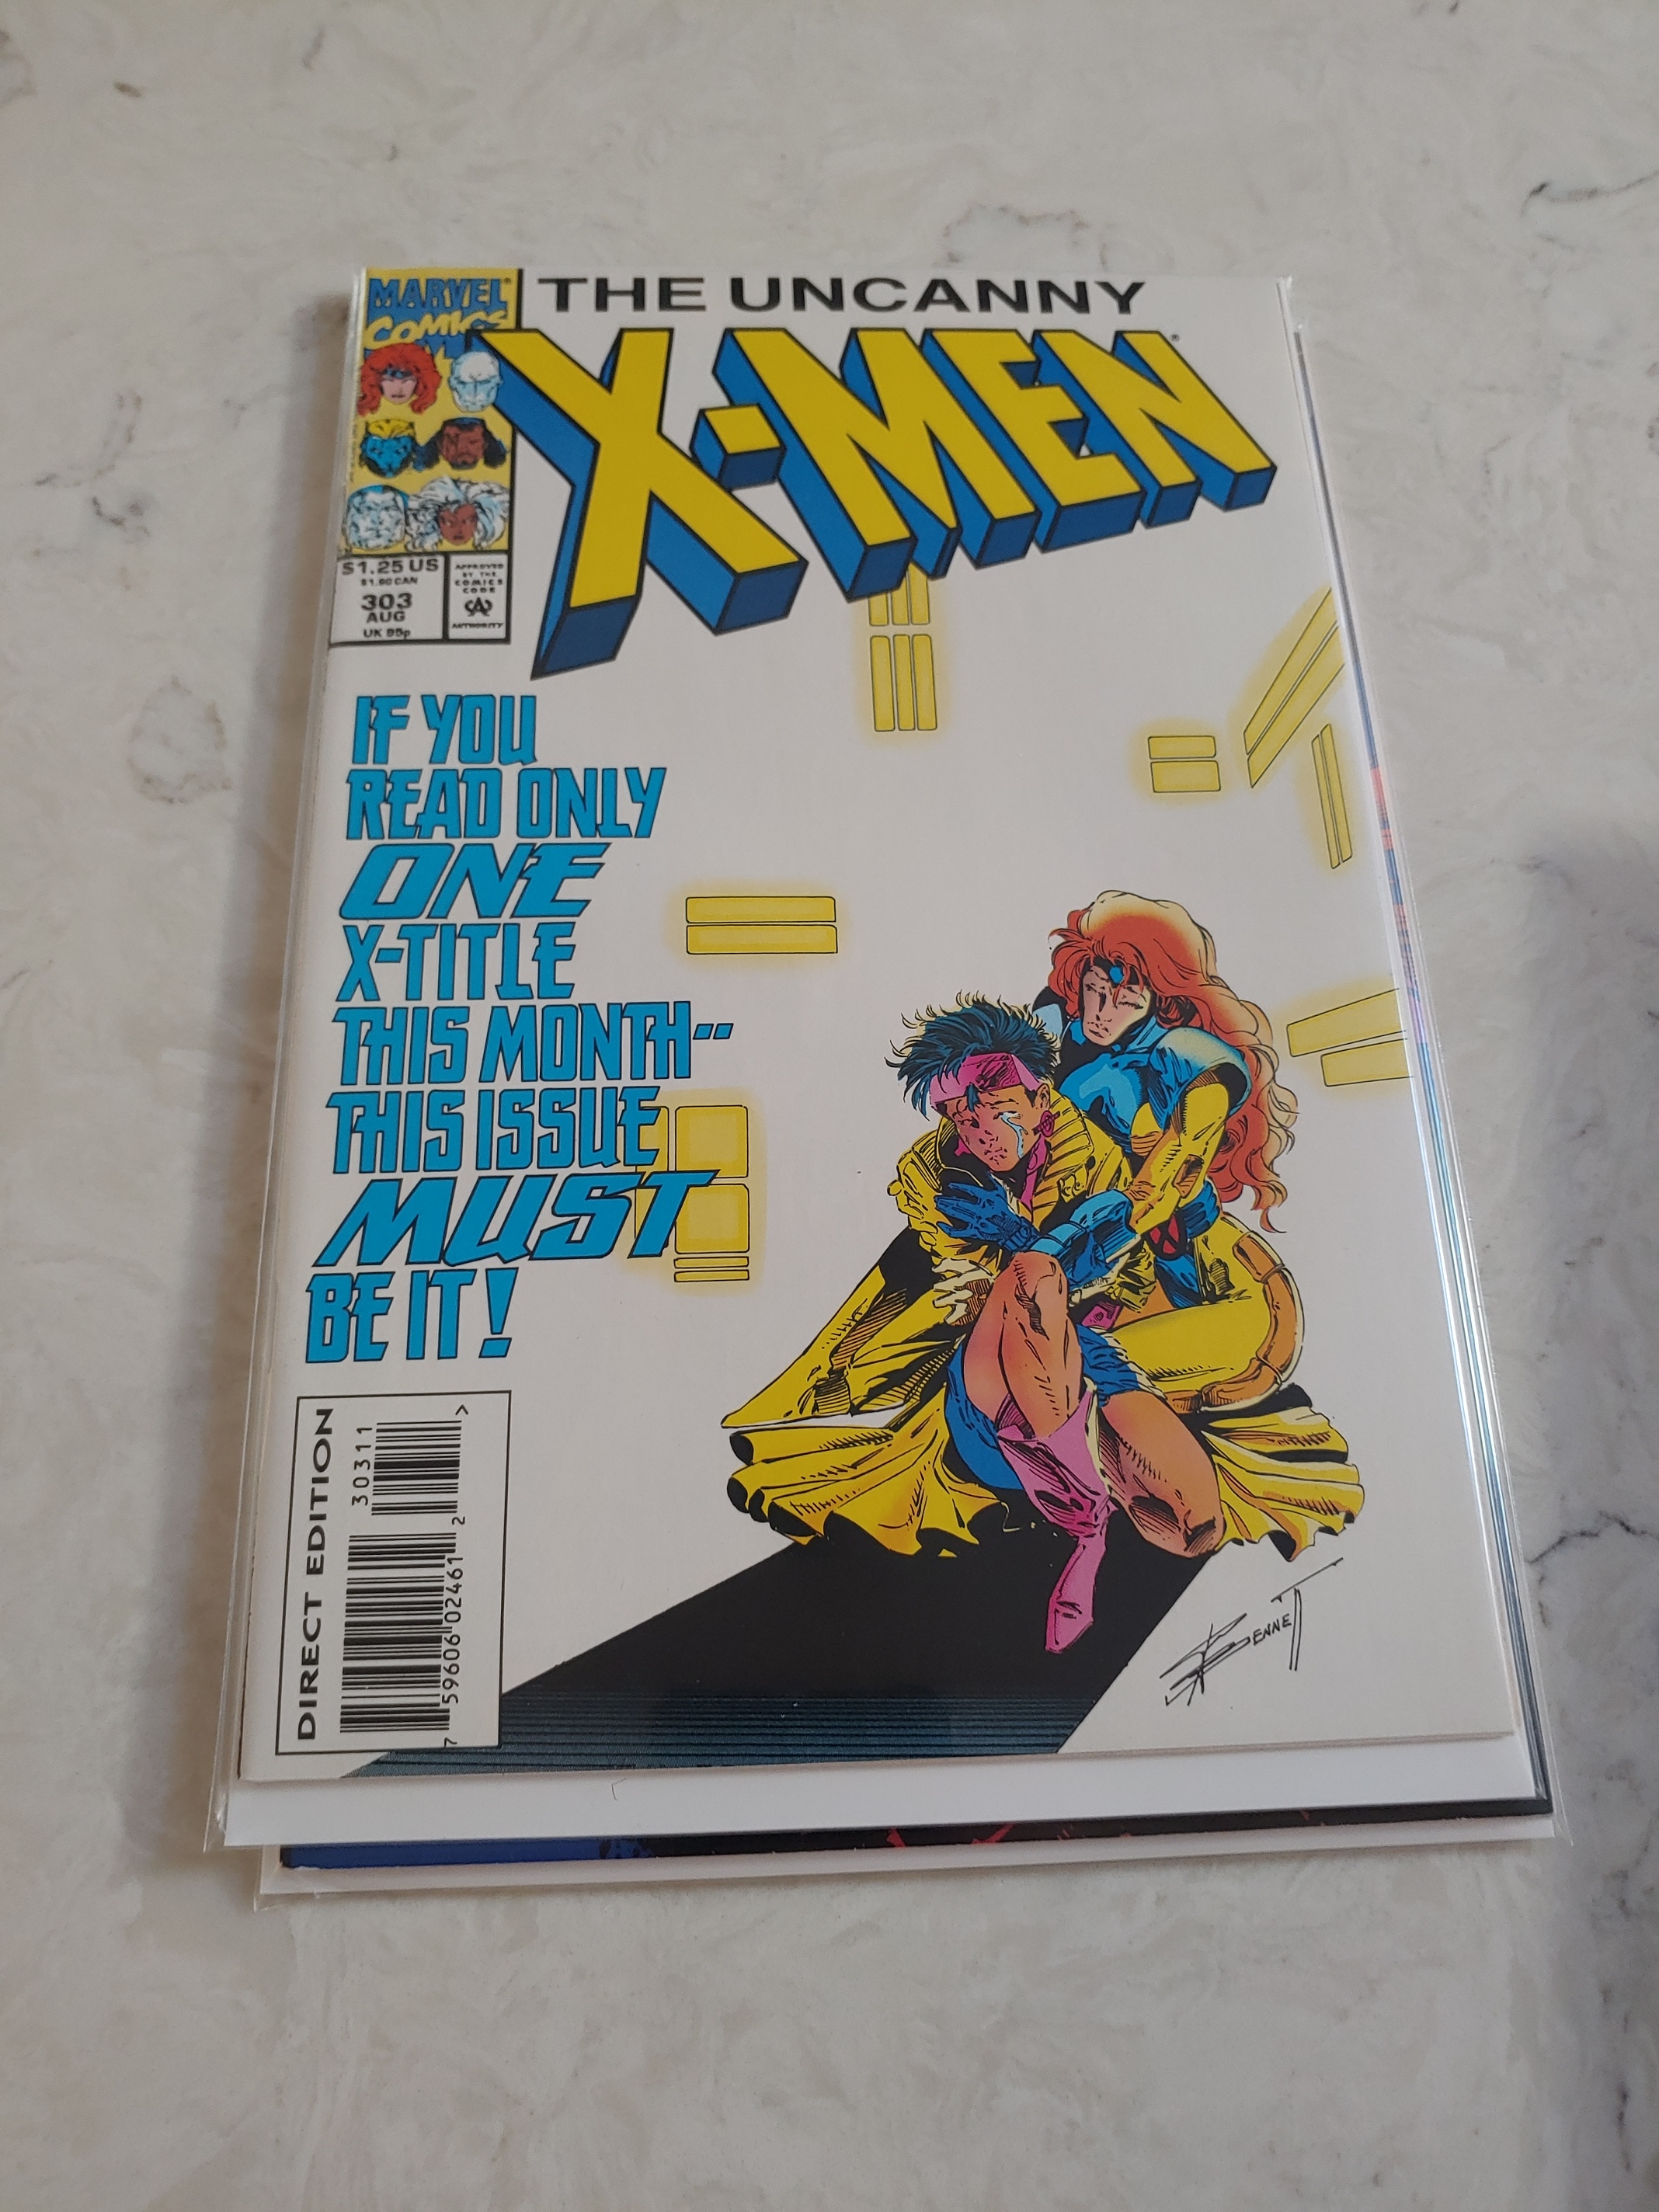 MARVEL
COMICS
THE UNCANNY
X-MEN
$1.25 US
$1.60 CAN
303
AUG
UK 95p
APPROVED
BY THE
COMICS
CODE
CA
AUTHORITY
IF YOU
READ ONLY
ONE
X-TITLE
THIS MONTH--
THIS ISSUE
MUST
BE IT!
DIRECT EDITION
30311
7 59606 02461 2
BENNETT